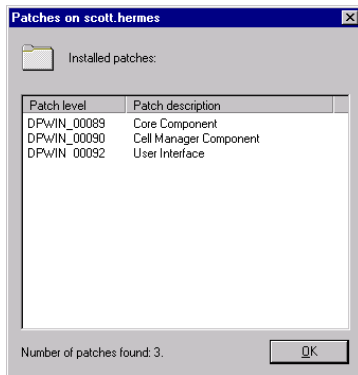 Patches on scott.hermes
Installed patches:
Patch level Patch description
DPWIN_00089 Core Component
DPWIN_00090 Cell Manager Component
DPWIN_00092 User Interface
Number of patches found: 3.
OK